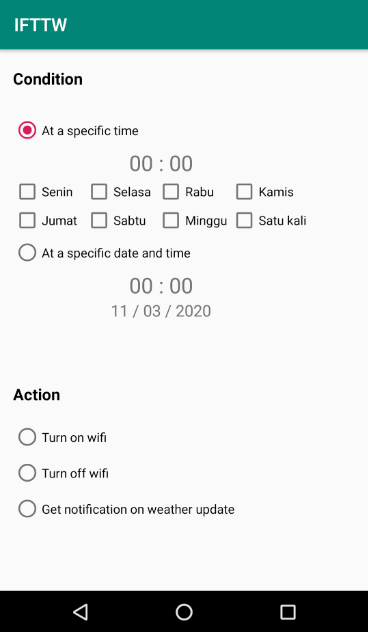 IFTTW
Condition
At a specific time
00 : 00
Senin Selasa Rabu Kamis
Jumat Sabtu Minggu Satu kali
At a specific date and time
00 : 00
11 / 03 / 2020
Action
Turn on wifi
Turn off wifi
Get notification on weather update